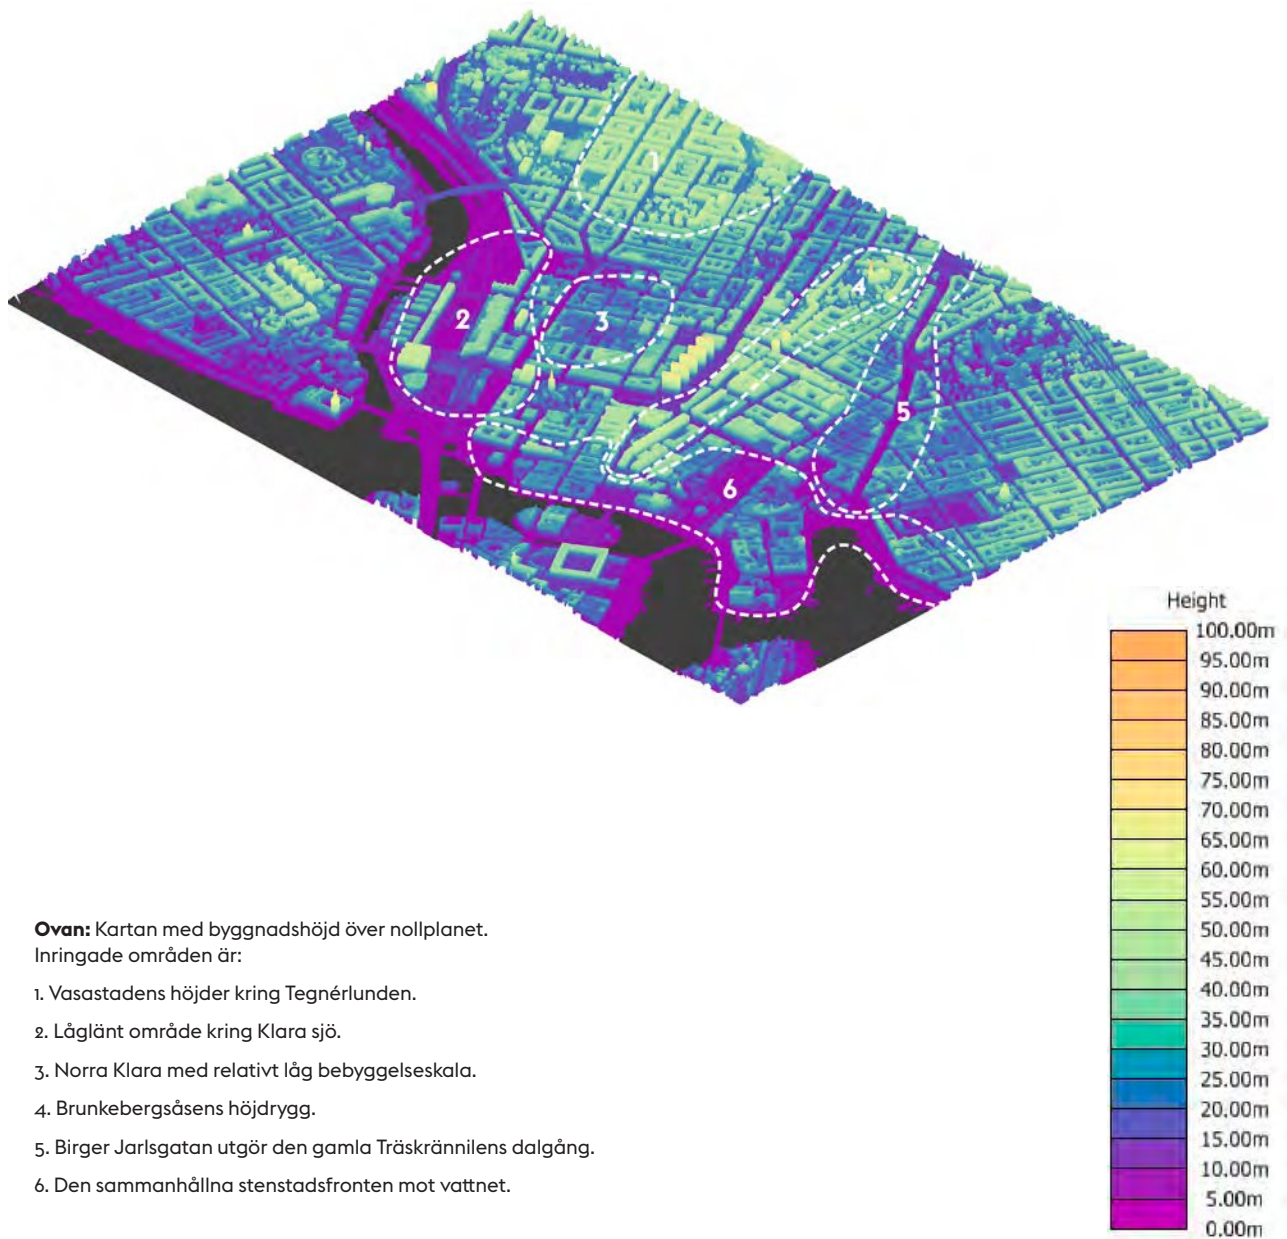 1
2
3
4
5
6
Height
100.00m
95.00m
90.00m
85.00m
80.00m
75.00m
70.00m
65.00m
60.00m
55.00m
50.00m
45.00m
40.00m
35.00m
30.00m
25.00m
20.00m
15.00m
10.00m
5.00m
0.00m
Ovan: Kartan med byggnadshöjd över nollplanet.
Inringade områden är:
1. Vasastadens höjder kring Tegnérlunden.
2. Låglänt område kring Klara sjö.
3. Norra Klara med relativt låg bebyggelseskala.
4. Brunkebergsåsens höjdrygg.
5. Birger Jarlsgatan utgör den gamla Träskrännilens dalgång.
6. Den sammanhållna stenstadsfronten mot vattnet.